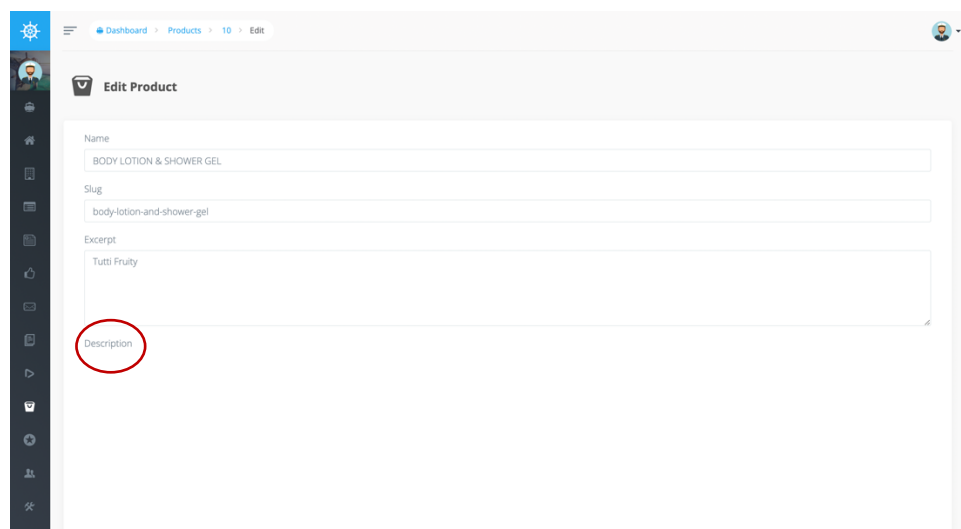 Dashboard > Products > 10 > Edit
Edit Product
Name
BODY LOTION & SHOWER GEL
Slug
body-lotion-and-shower-gel
Excerpt
Tutti Fruity
Description